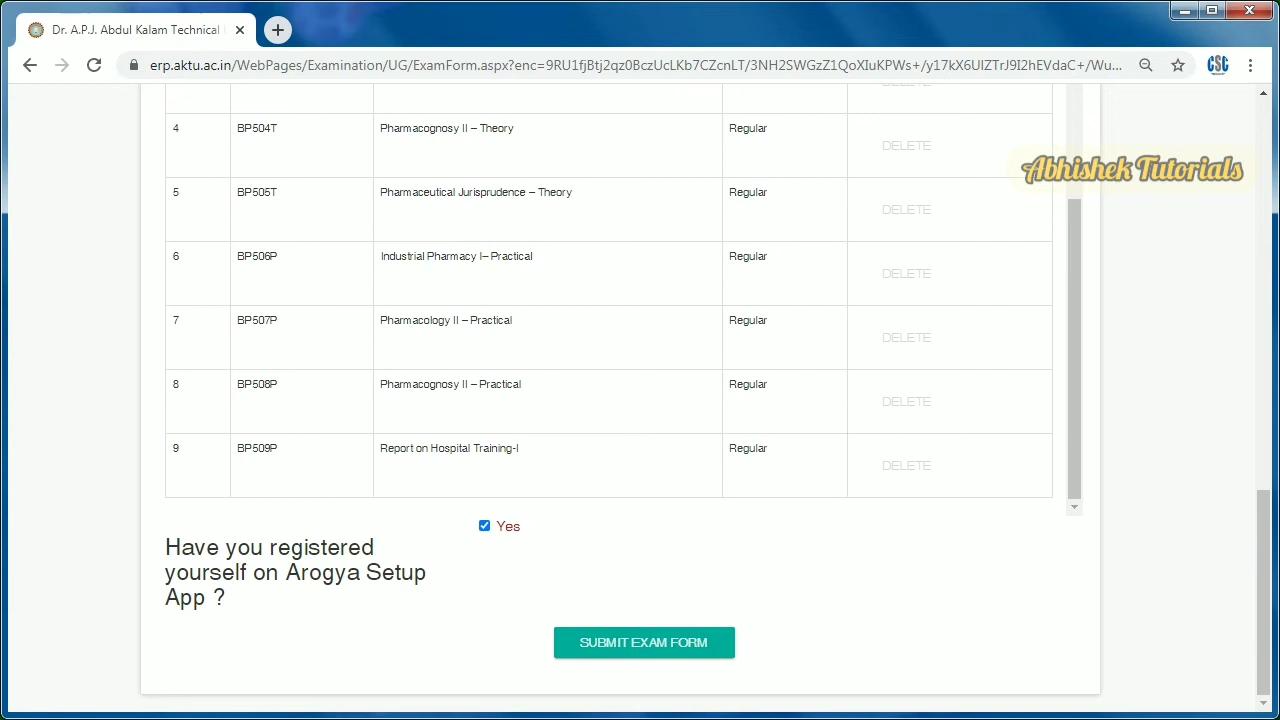 Dr. A.P.J. Abdul Kalam Technical
erp.aktu.ac.in/WebPages/Examination/UG/ExamForm.aspx?enc=9RU1fjBtj2qz0BczUcLKb7CZcnLT/3NH2SWGzZ1QoXIuKPWs+/y17kX6UIZTrJ9I2hEVdaC+/Wu...
CSC
DELETE
4 BP504T Pharmacognosy II – Theory Regular
DELETE
Abhishek Tutorials
5 BP505T Pharmaceutical Jurisprudence – Theory Regular
DELETE
6 BP506P Industrial Pharmacy I– Practical Regular
DELETE
7 BP507P Pharmacology II – Practical Regular
DELETE
8 BP508P Pharmacognosy II – Practical Regular
DELETE
9 BP509P Report on Hospital Training-I Regular
DELETE
Yes
Have you registered
yourself on Arogya Setup
App ?
SUBMIT EXAM FORM